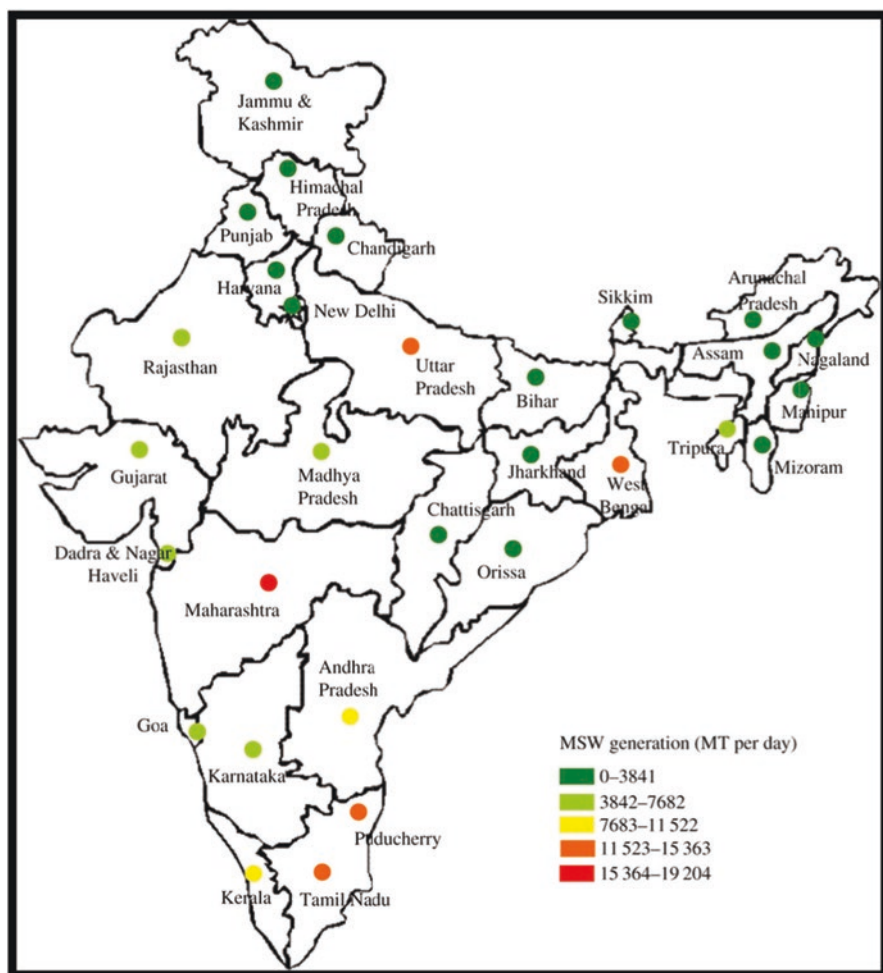 Jammu &
Kashmir
Himachal
Pradesh
Punjab
Chandigarh
Haryana
New Delhi
Sikkim
Arunachal
Pradesh
Rajasthan
Uttar
Pradesh
Assam
Nagaland
Bihar
Manipur
Gujarat
Madhya
Pradesh
Jharkhand
West
Bengal
Tripura
Mizoram
Chattisgarh
Dadra & Nagar
Haveli
Orissa
Maharashtra
Andhra
Pradesh
Goa
Karnataka
Puducherry
Kerala
Tamil Nadu
MSW generation (MT per day)
0–3841
3842–7682
7683–11 522
11 523–15 363
15 364–19 204